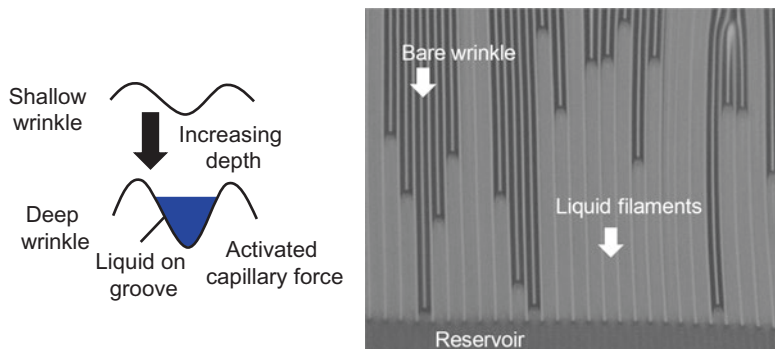 Shallow
wrinkle
Increasing
depth
Deep
wrinkle
Liquid on
groove
Activated
capillary force
Bare wrinkle
Liquid filaments
Reservoir